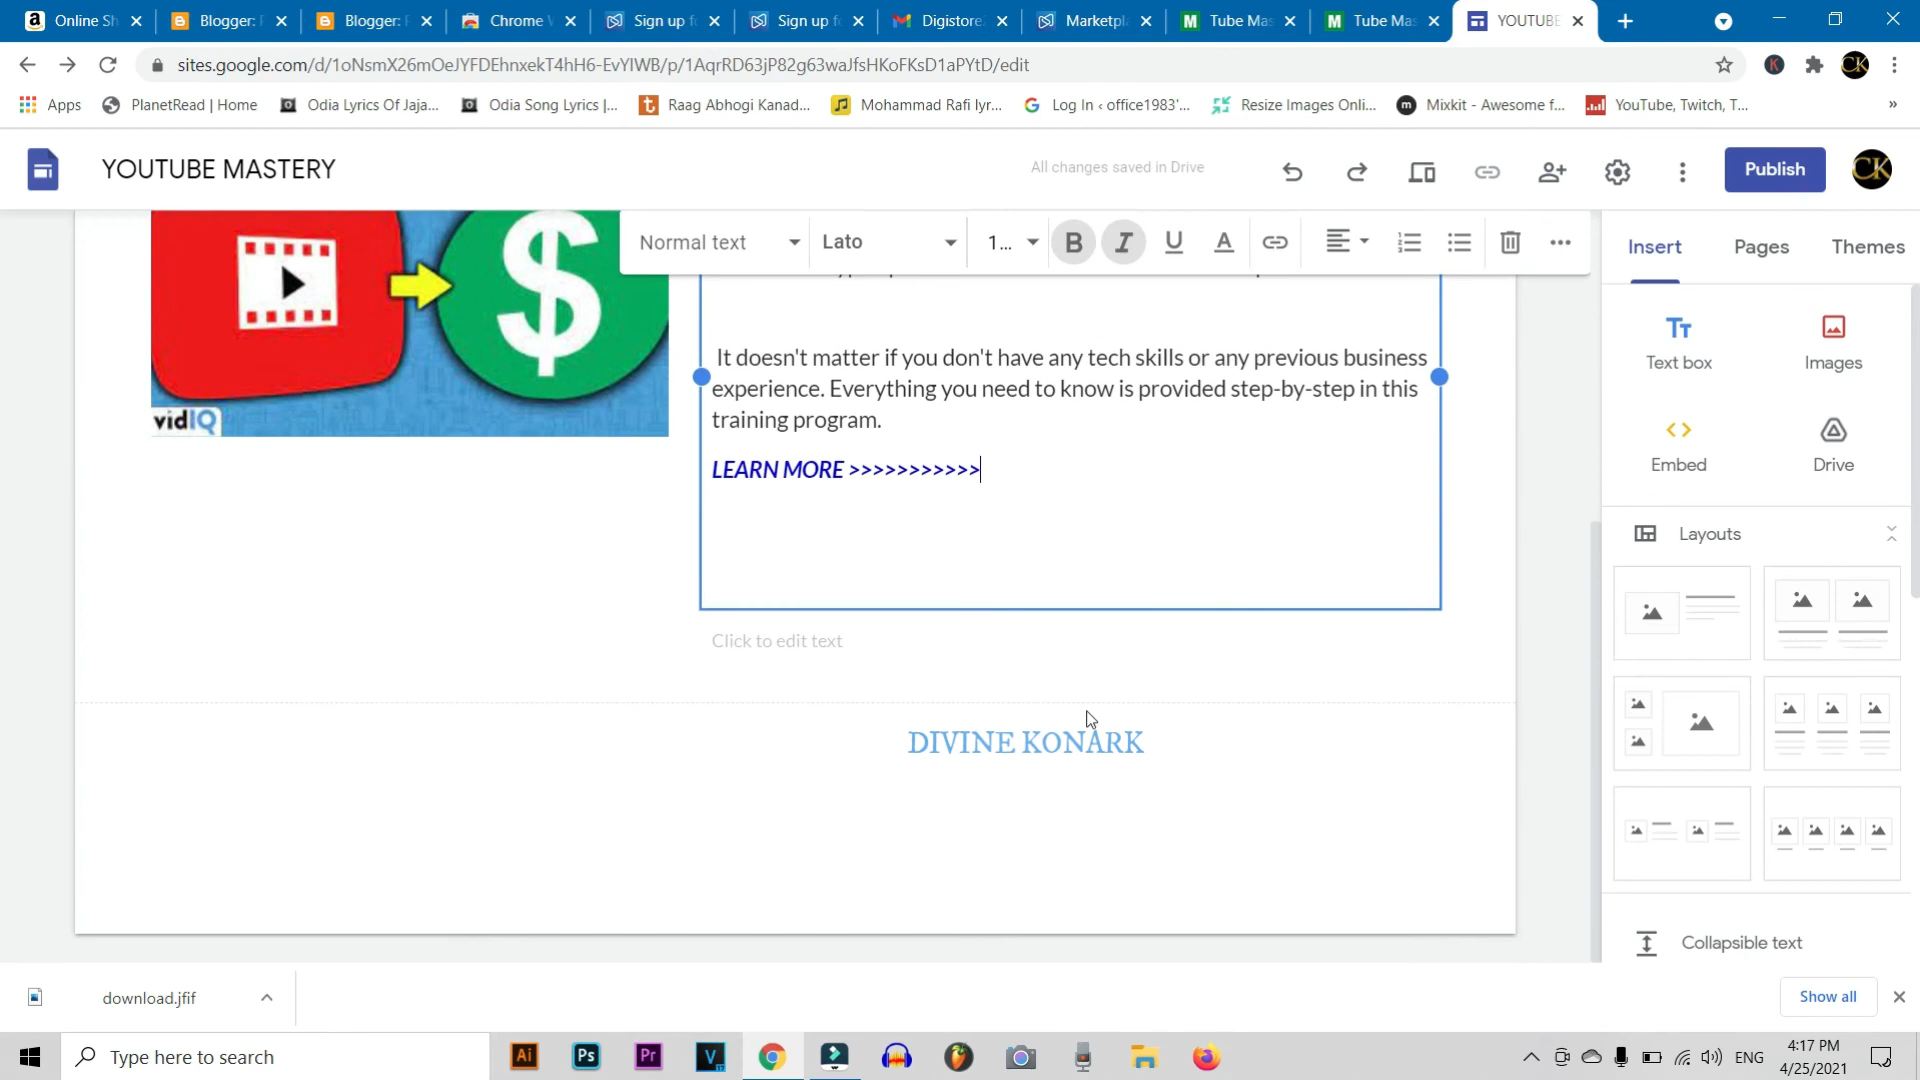 Online Sh
Blogger: F
Blogger: F
Chrome V
Sign up f
Sign up f
Digistore
Marketpl
Tube Mas
Tube Mas
YOUTUBE
sites.google.com/d/1oNsmX26mOeJYFDEhnxekT4hH6-EvYIWB/p/1AqrRD63jP82g63waJfsHKoFKsD1aPYtD/edit
Apps
PlanetRead | Home
Odia Lyrics Of Jaja...
Odia Song Lyrics |...
Raag Abhogi Kanad...
Mohammad Rafi lyr...
Log In ‹ office1983'...
Resize Images Onli...
Mixkit - Awesome f...
YouTube, Twitch, T...
YOUTUBE MASTERY
All changes saved in Drive
Publish
CK
Normal text
Lato
1...
B
I
U
A
Insert
Pages
Themes
vidIQ
It doesn't matter if you don't have any tech skills or any previous business
experience. Everything you need to know is provided step-by-step in this
training program.
LEARN MORE >>>>>>>>>>>
Click to edit text
DIVINE KONARK
Text box
Images
Embed
Drive
Layouts
Collapsible text
download.jfif
Show all
Type here to search
Ai
Ps
Pr
V
ENG
4:17 PM
4/25/2021